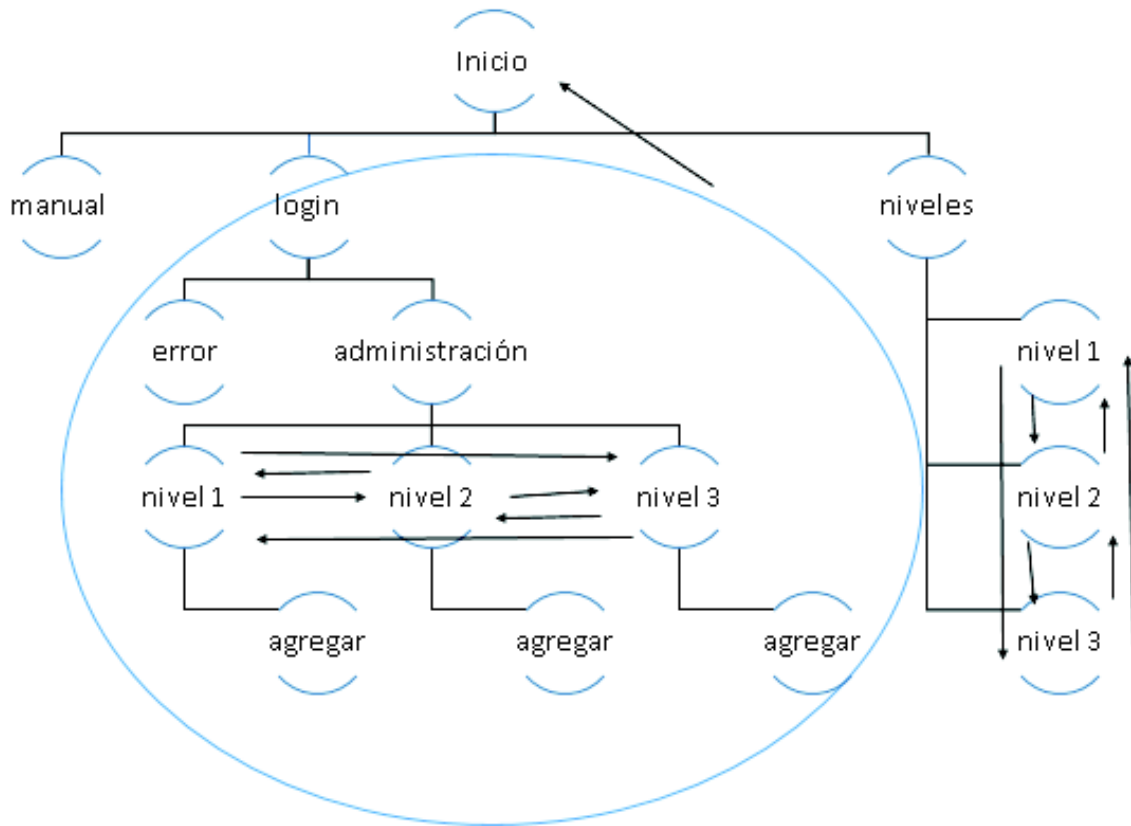 Inicio
manual
login
niveles
error
administración
nivel 1
nivel 1
nivel 2
nivel 3
nivel 2
agregar
agregar
agregar
nivel 3